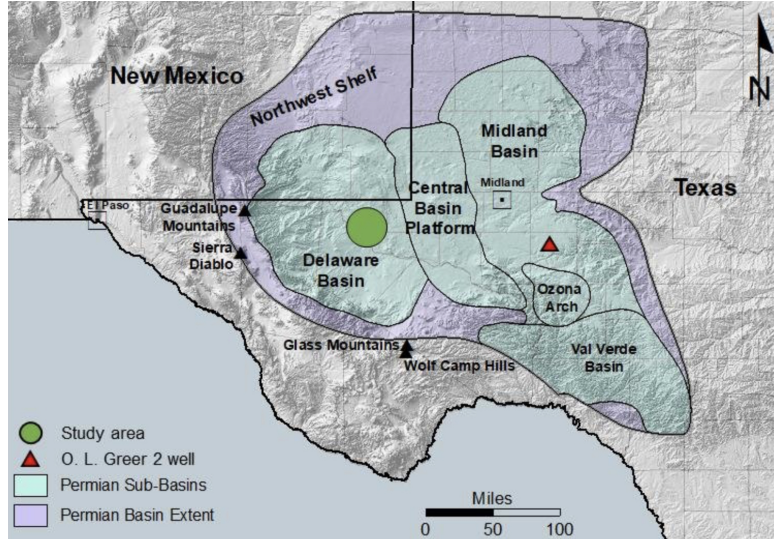 New Mexico
Northwest Shelf
N
Midland
Basin
Texas
Midland
Central
Basin
Platform
El Paso
Guadalupe
Mountains
Sierra
Diablo
Delaware
Basin
Ozona
Arch
Glass Mountains
Wolf Camp Hills
Val Verde
Basin
Study area
O. L. Greer 2 well
Permian Sub-Basins
Permian Basin Extent
Miles
0 50 100